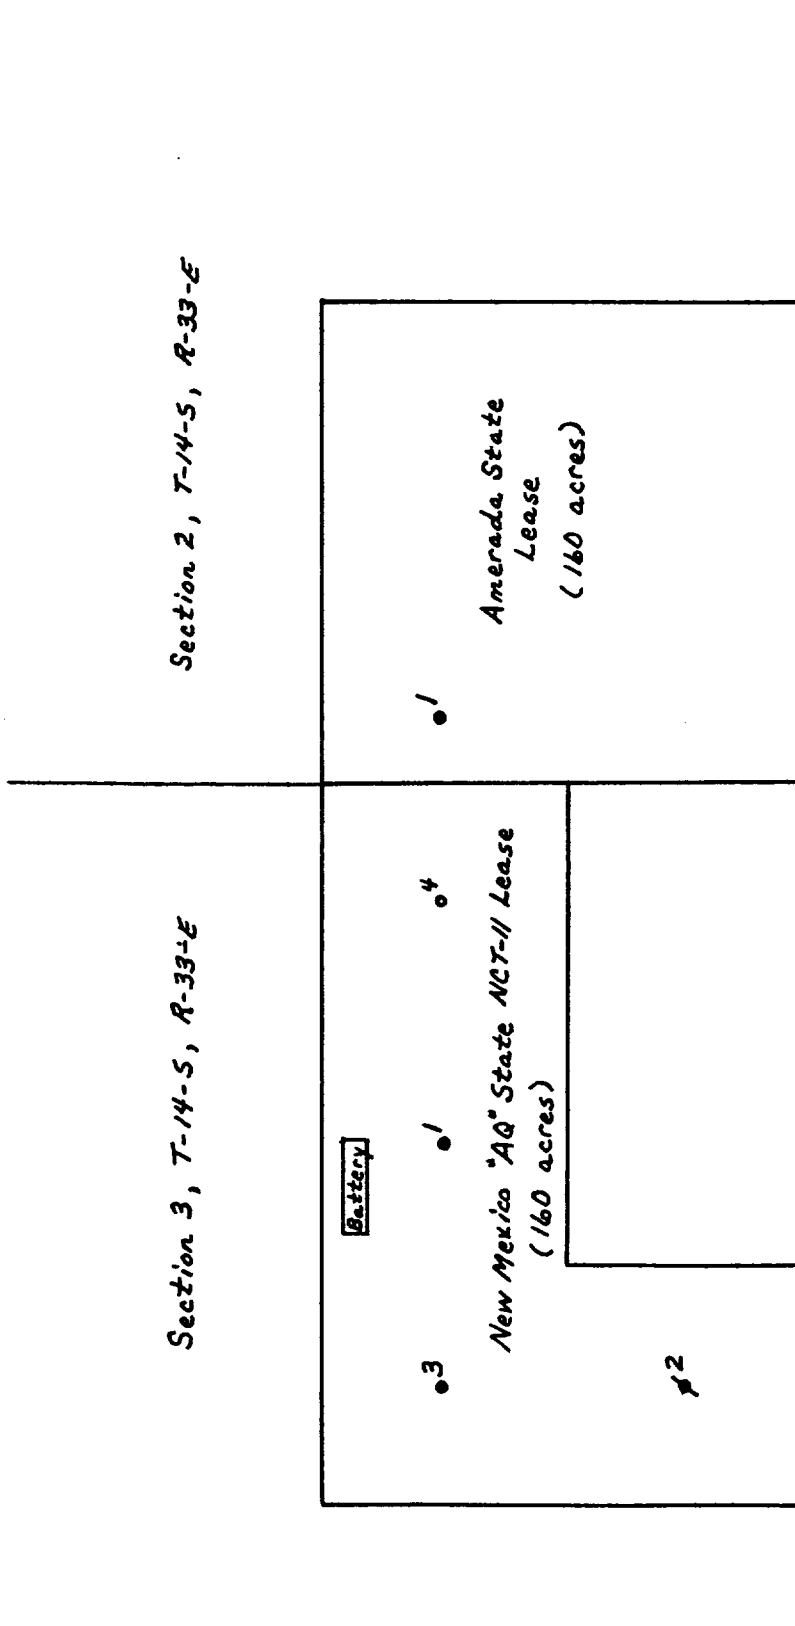 Section 3, T-14-S, R-33-E
Section 2, T-14-S, R-33-E
Battery
3
1
4
1
New Mexico "AQ" State NCT-11 Lease
(160 acres)
Amerada State
Lease
(160 acres)
2